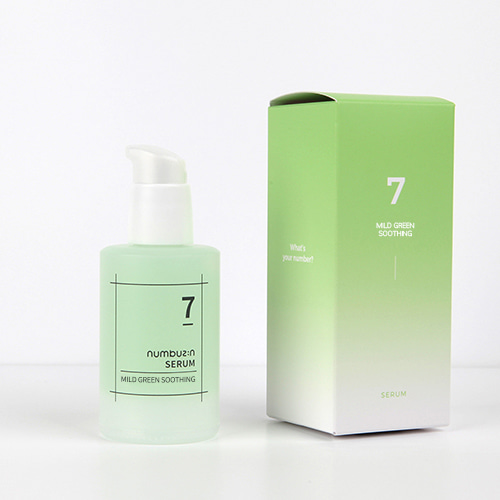 7
numbuz:n
SERUM
MILD GREEN SOOTHING
What's
your number?
7
MILD GREEN
SOOTHING
SERUM